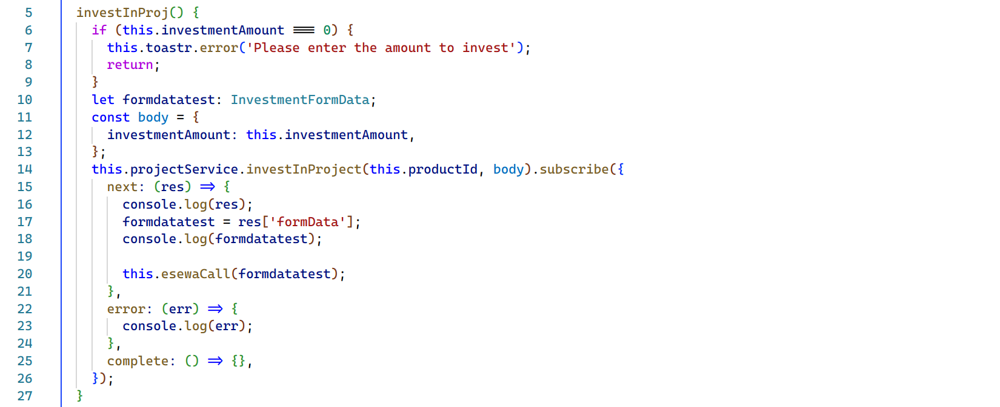 5 investInProj() {
6 if (this.investmentAmount === 0) {
7 this.toastr.error('Please enter the amount to invest');
8 return;
9 }
10 let formdatatest: InvestmentFormData;
11 const body = {
12 investmentAmount: this.investmentAmount,
13 };
14 this.projectService.investInProject(this.productId, body).subscribe({
15 next: (res) => {
16 console.log(res);
17 formdatatest = res['formData'];
18 console.log(formdatatest);
19
20 this.esewaCall(formdatatest);
21 },
22 error: (err) => {
23 console.log(err);
24 },
25 complete: () => {},
26 });
27 }